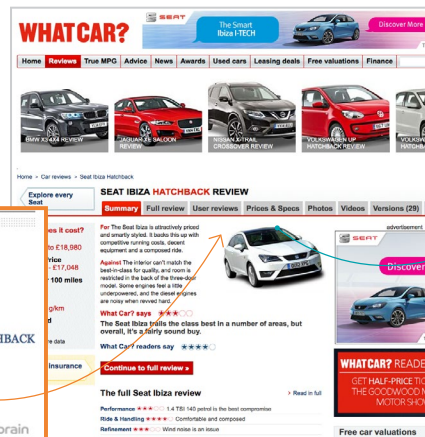 WHATCAR?
SEAT
The Smart
Ibiza I-TECH
Discover More
Home Reviews True MPG Advice News Awards Used cars Leasing deals Free valuations Finance
BMW X3 4X4 REVIEW
JAGUAR XE SALOON
REVIEW
NISSAN X-TRAIL
CROSSOVER REVIEW
VOLKSWAGEN UP
HATCHBACK REVIEW
Home > Car reviews > Seat Ibiza Hatchback
Explore every
Seat
SEAT IBIZA HATCHBACK REVIEW
Summary Full review User reviews Prices & Specs Photos Videos Versions (29)
es it cost?
to £18,980
rice
- £17,048
100 miles
g/km
re data
Insurance
HBACK
brain
For The Seat Ibiza is attractively priced
and smartly styled. It backs this up with
competitive running costs, decent
equipment and a composed ride.
Against The interior can't match the
best-in-class for quality, and room is
restricted in the back of the three-door
model. Some engines feel a little
underpowered, and the diesel engines
are noisy when revved hard.
What Car? says
The Seat Ibiza trails the class best in a number of areas, but
overall, it's a fairly sound buy.
What Car? readers say
Continue to full review »
The full Seat Ibiza review
> Read in full
Performance 1.4 TSI 140 petrol is the best compromise
Ride & Handling Comfortable and composed
Refinement Wind noise is an issue
advertisement
SEAT
Discover
WHATCAR? READE
GET HALF-PRICE TIC
THE GOODWOOD M
MOTOR SHO
Free car valuations